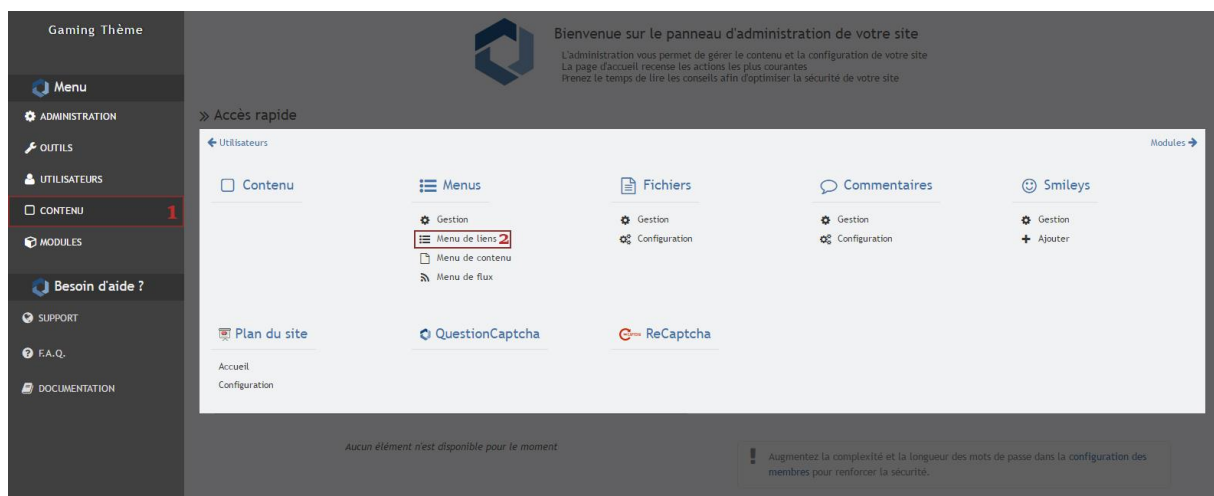 Gaming Thème
Menu
ADMINISTRATION
OUTILS
UTILISATEURS
CONTENU 1
MODULES
Besoin d'aide ?
SUPPORT
F.A.Q.
DOCUMENTATION
Bienvenue sur le panneau d'administration de votre site
L'administration vous permet de gérer le contenu et la configuration de votre site
La page d'accueil recense les actions les plus courantes
Prenez le temps de lire les conseils afin d'optimiser la sécurité de votre site
» Accès rapide
Utilisateurs
Modules
Contenu
Menus
Gestion
Menu de liens 2
Menu de contenu
Menu de flux
Fichiers
Gestion
Configuration
Commentaires
Gestion
Configuration
Smileys
Gestion
Ajouter
Plan du site
Accueil
Configuration
QuestionCaptcha
ReCaptcha
Aucun élément n'est disponible pour le moment
Augmentez la complexité et la longueur des mots de passe dans la configuration des
membres pour renforcer la sécurité.